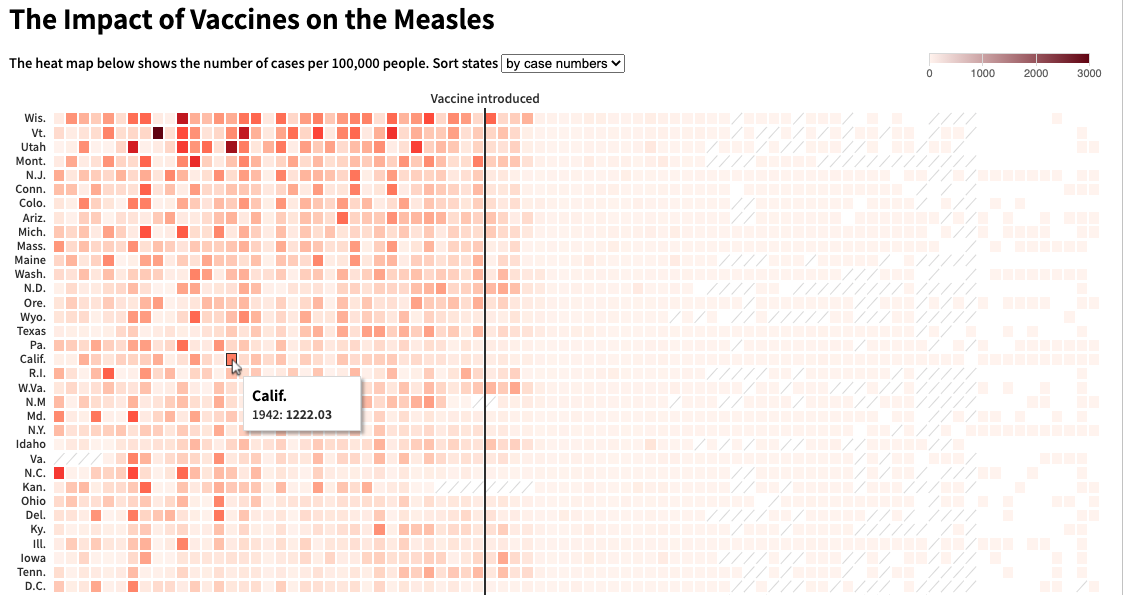 The Impact of Vaccines on the Measles
The heat map below shows the number of cases per 100,000 people. Sort states by case numbers
0 1000 2000 3000
Vaccine introduced
Wis.
Vt.
Utah
Mont.
N.J.
Conn.
Colo.
Ariz.
Mich.
Mass.
Maine
Wash.
N.D.
Ore.
Wyo.
Texas
Pa.
Calif.
R.I.
W.Va.
Calif.
N.M
1942: 1222.03
Md.
N.Y.
Idaho
Va.
N.C.
Kan.
Ohio
Del.
Ky.
Ill.
Iowa
Tenn.
D.C.